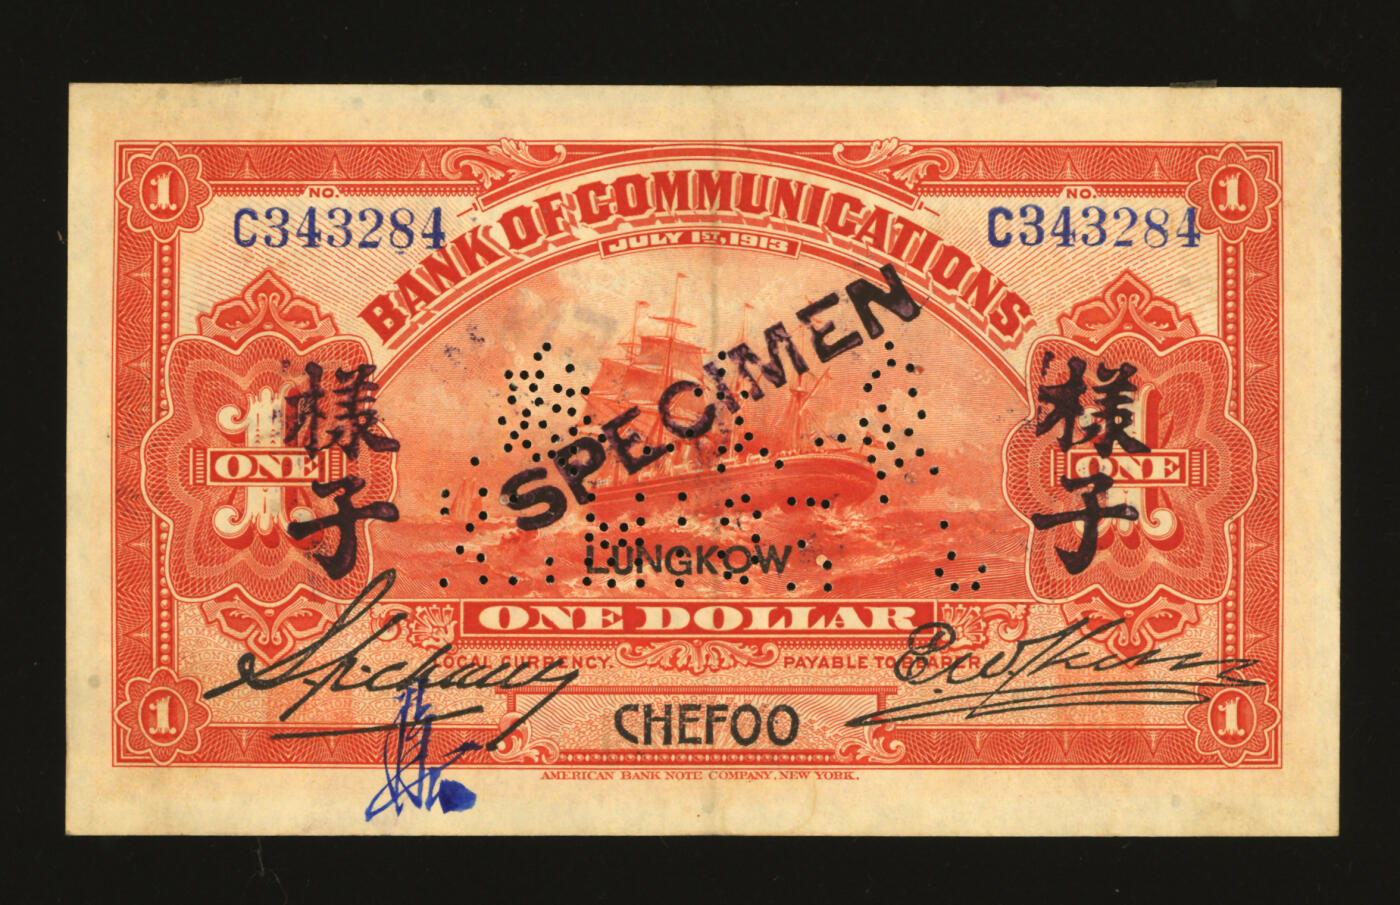 NO. NO.
C343284 C343284
BANK OF COMMUNICATIONS
JULY 1ST, 1913
1 1
SPECIMEN
樣子 樣子
ONE ONE
LUNGKOW
ONE DOLLAR
LOCAL CURRENCY. PAYABLE TO BEARER
CHEFOO
1 1
AMERICAN BANK NOTE COMPANY, NEW YORK.